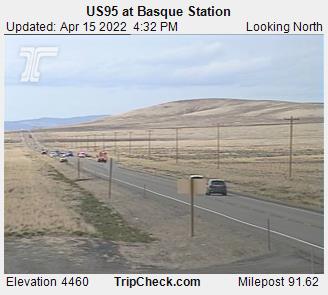 US95 at Basque Station
Updated: Apr 15 2022 4:32 PM Looking North
Elevation 4460 TripCheck.com Milepost 91.62